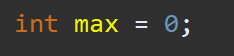 int max = 0;